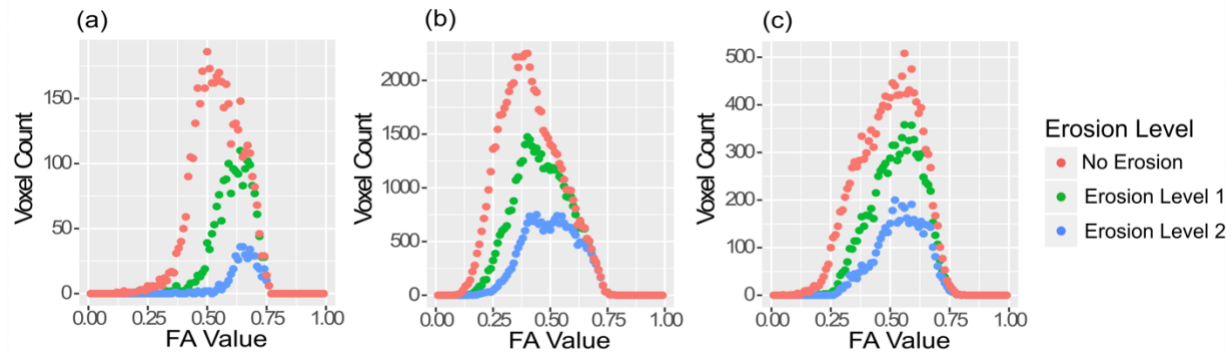 (a)
Voxel Count
150
100
50
0
0.00 0.25 0.50 0.75 1.00
FA Value
(b)
Voxel Count
2000
1500
1000
500
0
0.00 0.25 0.50 0.75 1.00
FA Value
(c)
Voxel Count
500
400
300
200
100
0
0.00 0.25 0.50 0.75 1.00
FA Value
Erosion Level
No Erosion
Erosion Level 1
Erosion Level 2